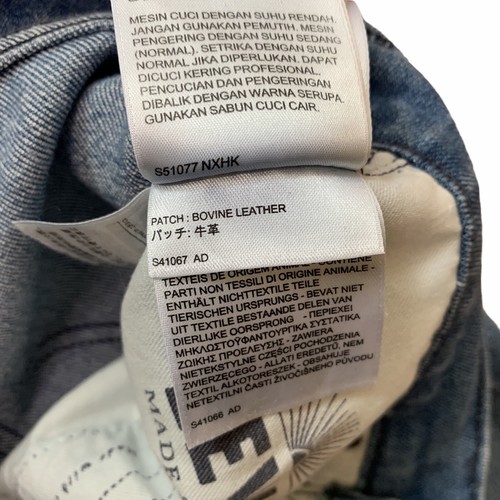 MESIN CUCI DENGAN SUHU RENDAH.
JANGAN GUNAKAN PEMUTIH. MESIN
PENGERING DENGAN SUHU SEDANG
(NORMAL). SETRIKA DENGAN SUHU
NORMAL JIKA DIPERLUKAN. DAPAT
DICUCI KERING PROFESIONAL.
PENCUCIAN DAN PENGERINGAN
DIBALIK DENGAN WARNA SERUPA.
GUNAKAN SABUN CUCI CAIR.
S51077 NXHK
PATCH : BOVINE LEATHER
パッチ: 牛革
S41067 AD
TEXTEIS DE ORIGEM ANIMAL - CONTIENE
PARTI NON TESSILI DI ORIGINE ANIMALE -
ENTHÄLT NICHTTEXTILE TEILE
TIERISCHEN URSPRUNGS - BEVAT NIET
UIT TEXTILE BESTAANDE DELEN VAN
DIERLIJKE OORSPRONG - ΠΕΡΙΕΧΕΙ
ΜΗΚΛΩΣΤΟΫΦΑΝΤΟΥΡΓΙΚΑ ΣΥΣΤΑΤΙΚΑ
ΖΩΙΚΗΣ ΠΡΟΕΛΕΥΣΗΣ - ZAWIERA
NIETEKSTYLNE CZĘŚCI POCHODZENIA
ZWIERZĘCEGO - ÁLLATI EREDETŰ, NEM
TEXTIL ALKOTORESZEK - OBSAHUJE
NETEXTILNÍ ČASTI ŽIVOČIŠNÉHO PŮVODU
S41066 AD
MADE